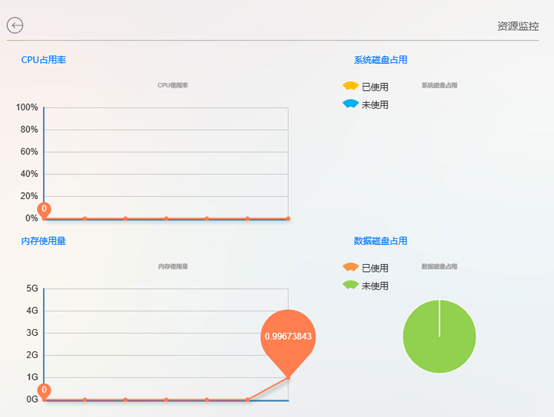 资源监控
CPU占用率
系统磁盘占用
CPU使用率
已使用
未使用
系统磁盘占用
100%
80%
60%
40%
20%
0%
0
内存使用量
数据磁盘占用
内存使用量
已使用
未使用
数据磁盘占用
5G
4G
3G
2G
1G
0G
0.99673843
0